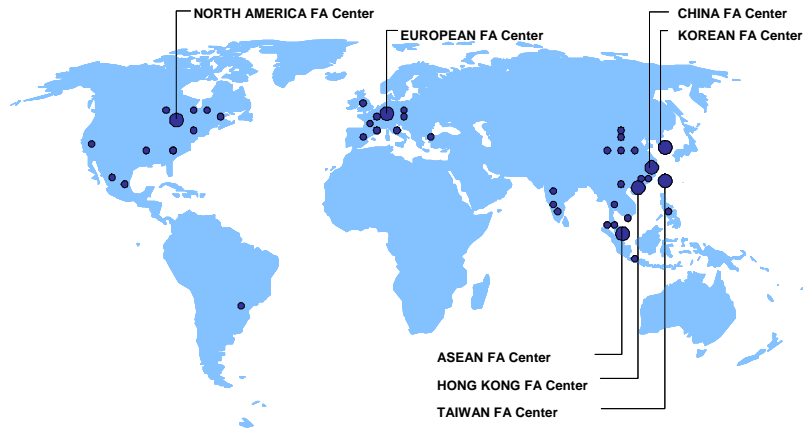 NORTH AMERICA FA Center
CHINA FA Center
EUROPEAN FA Center
KOREAN FA Center
ASEAN FA Center
HONG KONG FA Center
TAIWAN FA Center